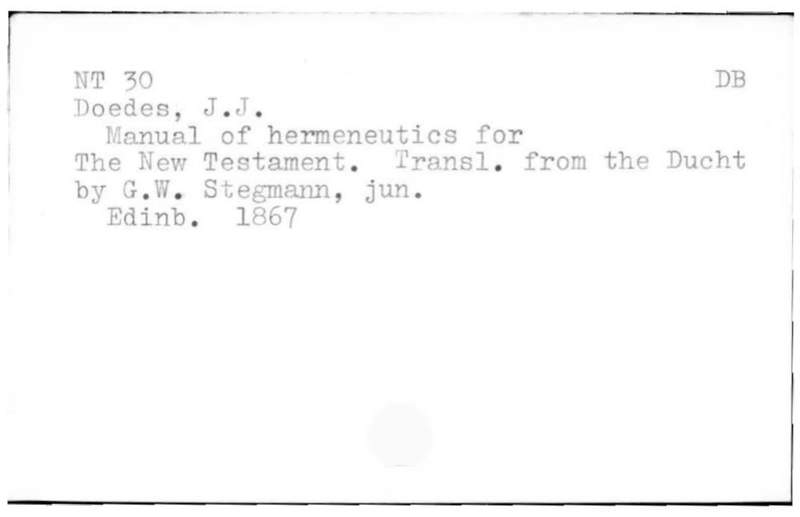 NT 30 DB
Doedes, J.J.
Manual of hermeneutics for
The New Testament. Transl. from the Ducht
by G.W. Stegmann, jun.
Edinb. 1867